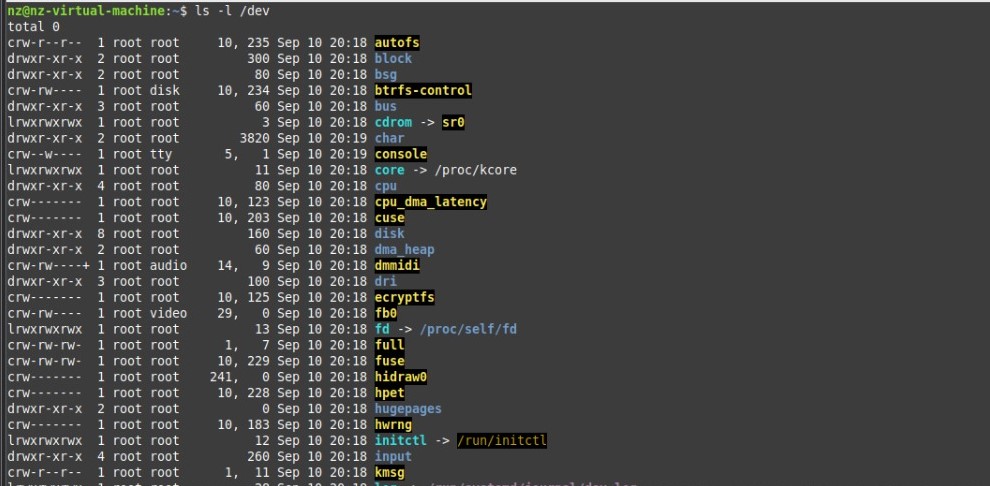 nz@nz-virtual-machine:~$ ls -l /dev
total 0
crw-r--r--  1 root root     10, 235 Sep 10 20:18 autofs
drwxr-xr-x  2 root root         300 Sep 10 20:18 block
drwxr-xr-x  2 root root          80 Sep 10 20:18 bsg
crw-rw----  1 root disk     10, 234 Sep 10 20:18 btrfs-control
drwxr-xr-x  3 root root          60 Sep 10 20:18 bus
lrwxrwxrwx  1 root root           3 Sep 10 20:18 cdrom -> sr0
drwxr-xr-x  2 root root        3820 Sep 10 20:19 char
crw--w----  1 root tty       5,   1 Sep 10 20:19 console
lrwxrwxrwx  1 root root          11 Sep 10 20:18 core -> /proc/kcore
drwxr-xr-x  4 root root          80 Sep 10 20:18 cpu
crw-------  1 root root     10, 123 Sep 10 20:18 cpu_dma_latency
crw-------  1 root root     10, 203 Sep 10 20:18 cuse
drwxr-xr-x  8 root root         160 Sep 10 20:18 disk
drwxr-xr-x  2 root root          60 Sep 10 20:18 dma_heap
crw-rw----+ 1 root audio    14,   9 Sep 10 20:18 dmmidi
drwxr-xr-x  3 root root         100 Sep 10 20:18 dri
crw-------  1 root root     10, 125 Sep 10 20:18 ecryptfs
crw-rw----  1 root video    29,   0 Sep 10 20:18 fb0
lrwxrwxrwx  1 root root          13 Sep 10 20:18 fd -> /proc/self/fd
crw-rw-rw-  1 root root      1,   7 Sep 10 20:18 full
crw-rw-rw-  1 root root     10, 229 Sep 10 20:18 fuse
crw-------  1 root root    241,   0 Sep 10 20:18 hidraw0
crw-------  1 root root     10, 228 Sep 10 20:18 hpet
drwxr-xr-x  2 root root           0 Sep 10 20:18 hugepages
crw-------  1 root root     10, 183 Sep 10 20:18 hwrng
lrwxrwxrwx  1 root root          12 Sep 10 20:18 initctl -> /run/initctl
drwxr-xr-x  4 root root         260 Sep 10 20:18 input
crw-r--r--  1 root root      1,  11 Sep 10 20:18 kmsg